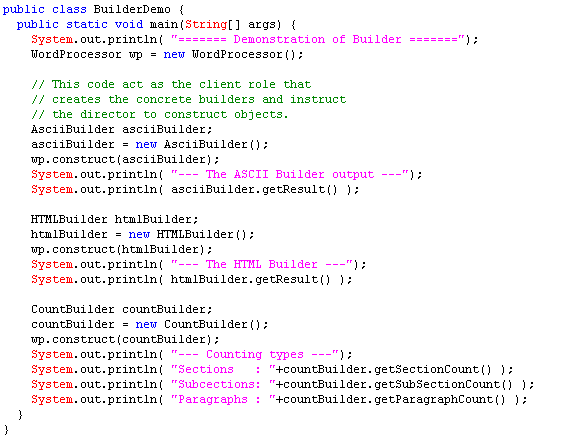 public class BuilderDemo {
  public static void main(String[] args) {
    System.out.println( "======= Demonstration of Builder =======");
    WordProcessor wp = new WordProcessor();

    // This code act as the client role that
    // creates the concrete builders and instruct
    // the director to construct objects.
    AsciiBuilder asciiBuilder;
    asciiBuilder = new AsciiBuilder();
    wp.construct(asciiBuilder);
    System.out.println( "--- The ASCII Builder output ---");
    System.out.println( asciiBuilder.getResult() );

    HTMLBuilder htmlBuilder;
    htmlBuilder = new HTMLBuilder();
    wp.construct(htmlBuilder);
    System.out.println( "--- The HTML Builder ---");
    System.out.println( htmlBuilder.getResult() );

    CountBuilder countBuilder;
    countBuilder = new CountBuilder();
    wp.construct(countBuilder);
    System.out.println( "--- Counting types ---");
    System.out.println( "Sections   : "+countBuilder.getSectionCount() );
    System.out.println( "Subsections: "+countBuilder.getSubSectionCount() );
    System.out.println( "Paragraphs : "+countBuilder.getParagraphCount() );
  }
}